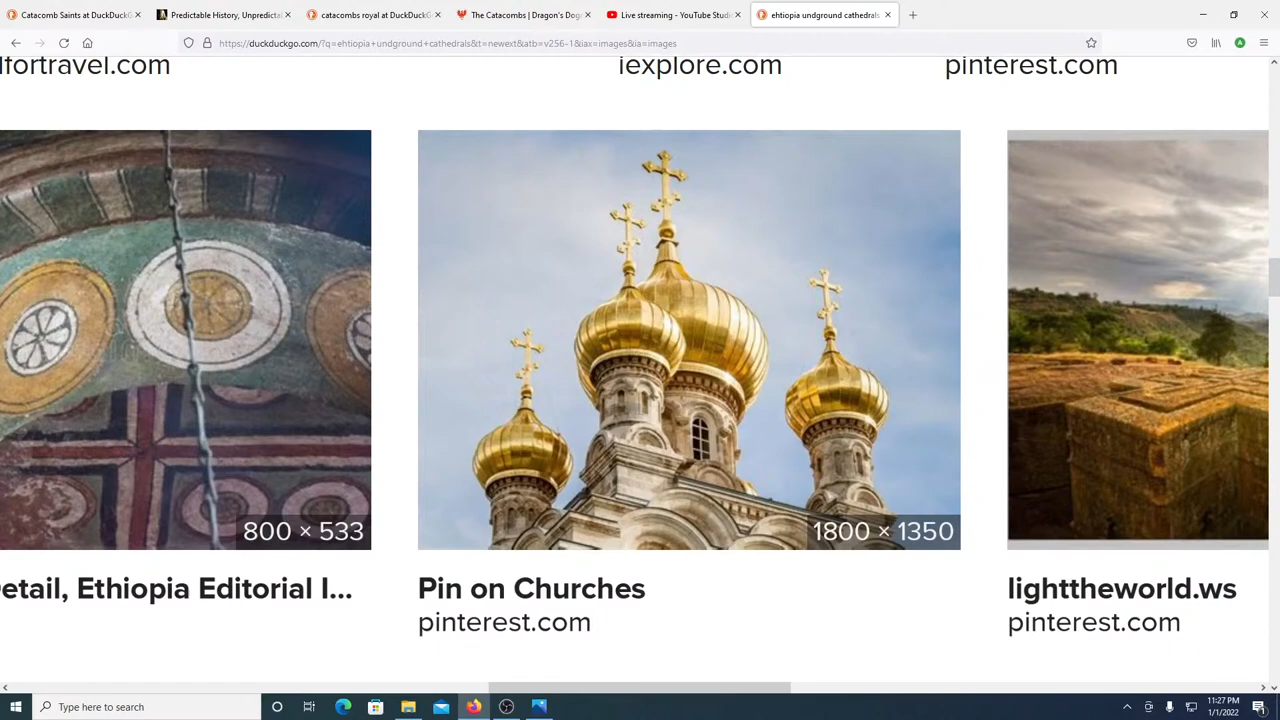 Catacomb Saints at DuckDuckG
Predictable History, Unpredicta
catacombs royal at DuckDuckGo
The Catacombs | Dragon's Dogm
Live streaming - YouTube Studio
ehtiopia undground cathedrals
https://duckduckgo.com/?q=ehtiopia+undground+cathedrals&t=newext&atb=v256-1&iax=images&ia=images
A
lfortravel.com
iexplore.com
pinterest.com
800 × 533
1800 × 1350
etail, Ethiopia Editorial I...
Pin on Churches
pinterest.com
lighttheworld.ws
pinterest.com
Type here to search
11:27 PM
1/1/2022
1